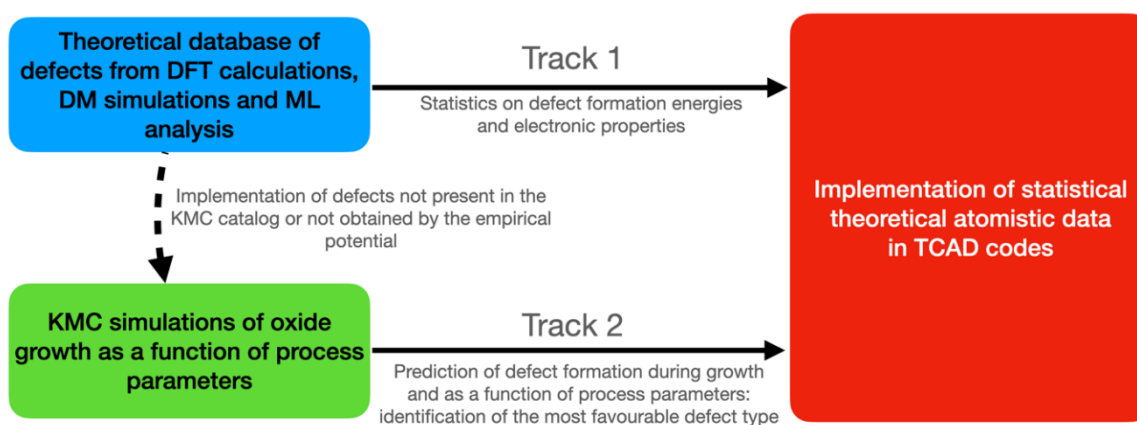 Theoretical database of
defects from DFT calculations,
DM simulations and ML
analysis
Track 1
Statistics on defect formation energies
and electronic properties
Implementation of defects not present in the
KMC catalog or not obtained by the empirical
potential
Implementation of statistical
theoretical atomistic data
in TCAD codes
KMC simulations of oxide
growth as a function of process
parameters
Track 2
Prediction of defect formation during growth
and as a function of process parameters:
identification of the most favourable defect type